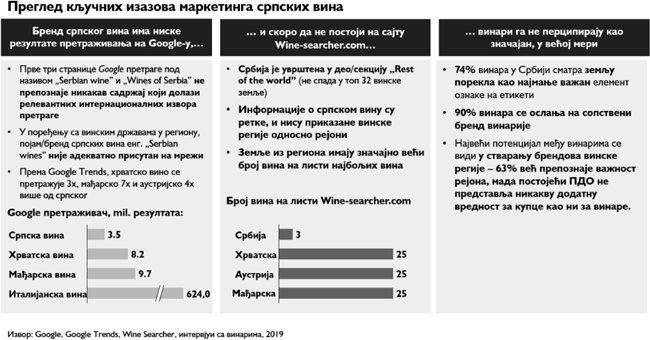 Преглед кључних изазова маркетинга српских вина
Бренд српског вина има ниске
резултате претраживања на Google-у,...
Прве три странице Google претраге под
називом „Serbian wine" и „Wines of Serbia" не
препознаје никакав садржај који долази
релевантних интернационалних извора
претраге
У поређењу са винским државама у региону,
појам/бренд српских вина енг. „Serbian
wines" није адекватно присутан на мрежи
Према Google Trends, хрватско вино се
претражује 3x, мађарско 7x и аустријско 4x
више од српског
Google претраживач, мил. резултата:
Српска вина 3.5
Хрватска вина 8.2
Мађарска вина 9.7
Италијанска вина 624,0
... и скоро да не постоји на сајту
Wine-searcher.com...
Србија је уврштена у део/секцију „Rest
of the world" (не спада у топ 32 винске
земље)
Информације о српском вину су
ретке, и нису приказане винске
регије односно рејони
Земље из региона имају значајно већи
број вина на листи најбољих вина
Број вина на листи Wine-searcher.com
Србија 3
Хрватска 25
Аустрија 25
Мађарска 25
... винари га не перципирају као
значајан, у већој мери
74% винара у Србији сматра земљу
порекла као најмање важан елемент
ознаке на етикети
90% винара се ослања на сопствени
бренд винарије
Највећи потенцијал међу винарима се
види у стварању брендова винске
регије – 63% већ препознаје важност
рејона, мада постојећи ПДО не
представља никакву додатну
вредност за купце као ни за винаре.
Извор: Google, Google Trends, Wine Searcher, интервјуи са винарима, 2019